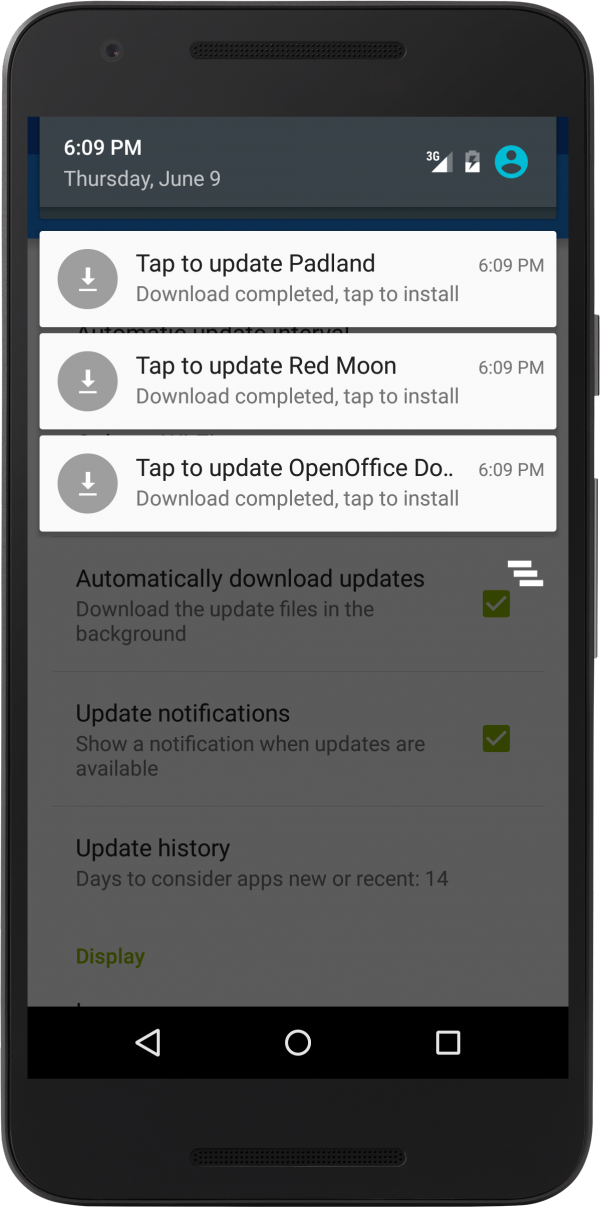 6:09 PM
Thursday, June 9
3G
Tap to update Padland
6:09 PM
Download completed, tap to install
Automatic update interval
Tap to update Red Moon
6:09 PM
Download completed, tap to install
Tap to update OpenOffice Do..
6:09 PM
Download completed, tap to install
Automatically download updates
Download the update files in the
background
Update notifications
Show a notification when updates are
available
Update history
Days to consider apps new or recent: 14
Display